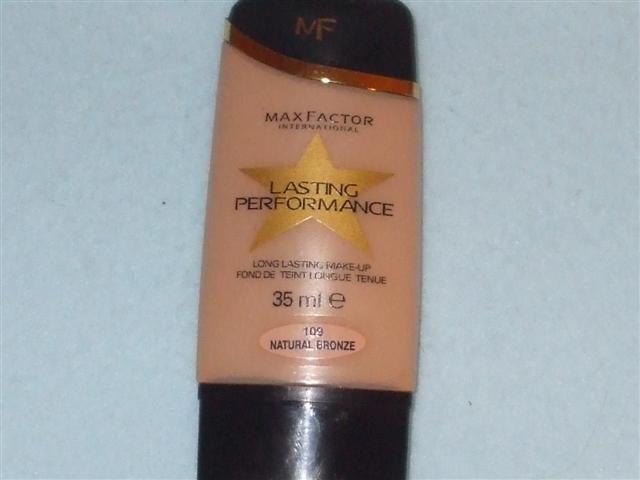 MF
MAXFACTOR
INTERNATIONAL
LASTING
PERFORMANCE
LONG LASTING MAKE-UP
FOND DE TEINT LONGUE TENUE
35 ml e
109
NATURAL BRONZE